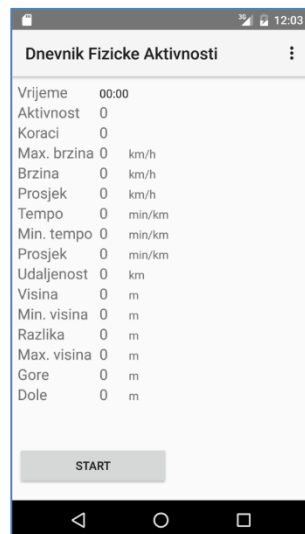 3G 12:03
Dnevnik Fizicke Aktivnosti
Vrijeme 00:00
Aktivnost 0
Koraci 0
Max. brzina 0 km/h
Brzina 0 km/h
Prosjek 0 km/h
Tempo 0 min/km
Min. tempo 0 min/km
Prosjek 0 min/km
Udaljenost 0 km
Visina 0 m
Min. visina 0 m
Razlika 0 m
Max. visina 0 m
Gore 0 m
Dole 0 m
START